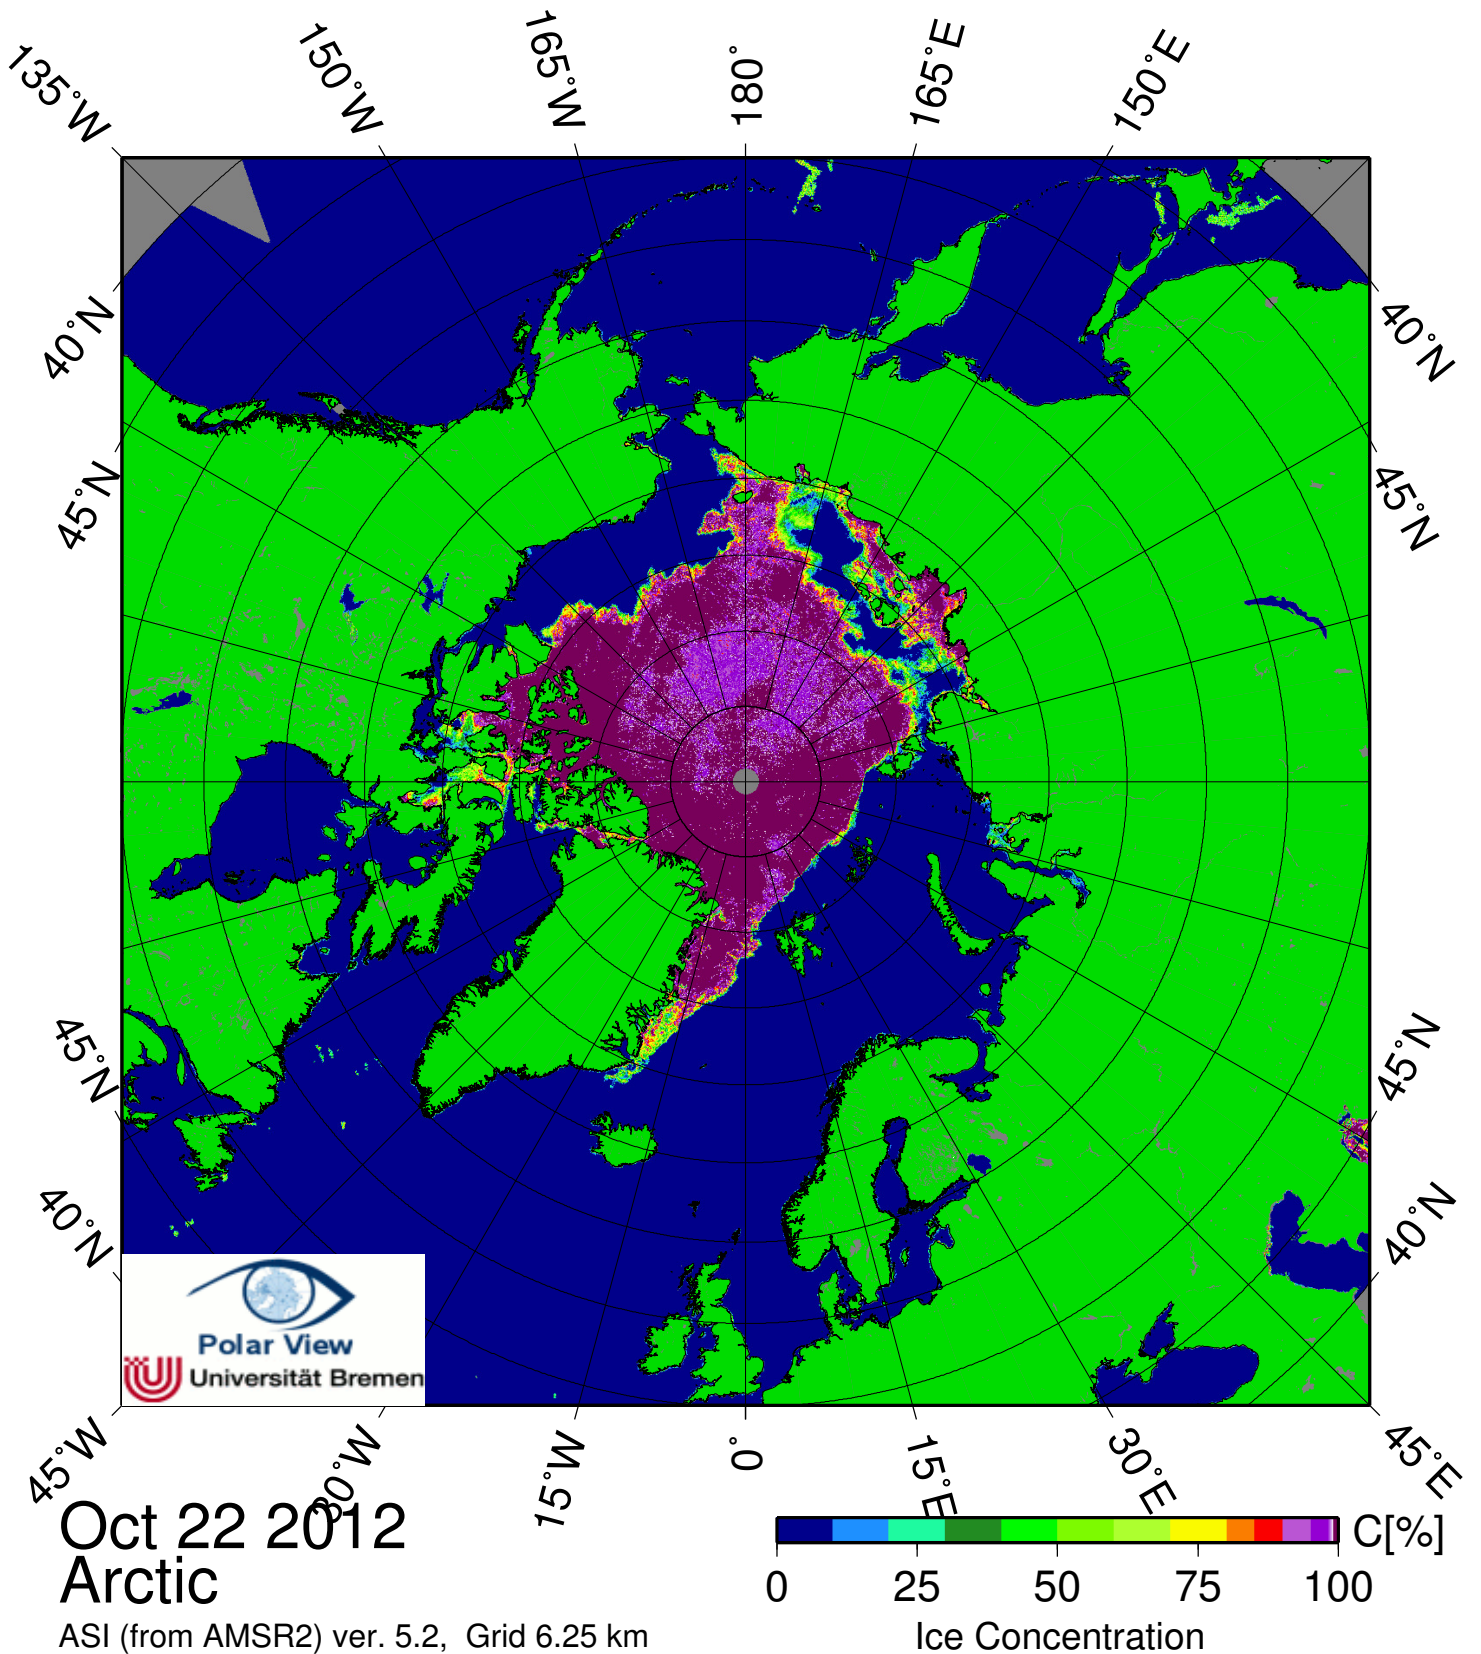 135°W
150°W
165°W
180°
165°E
150°E
40°N
40°N
45°N
45°N
45°N
45°N
40°N
40°N
Polar View
Universität Bremen
45°W
30°W
15°W
0°
15°E
30°E
45°E
Oct 22 2012
Arctic
ASI (from AMSR2) ver. 5.2, Grid 6.25 km
C[%]
0 25 50 75 100
Ice Concentration